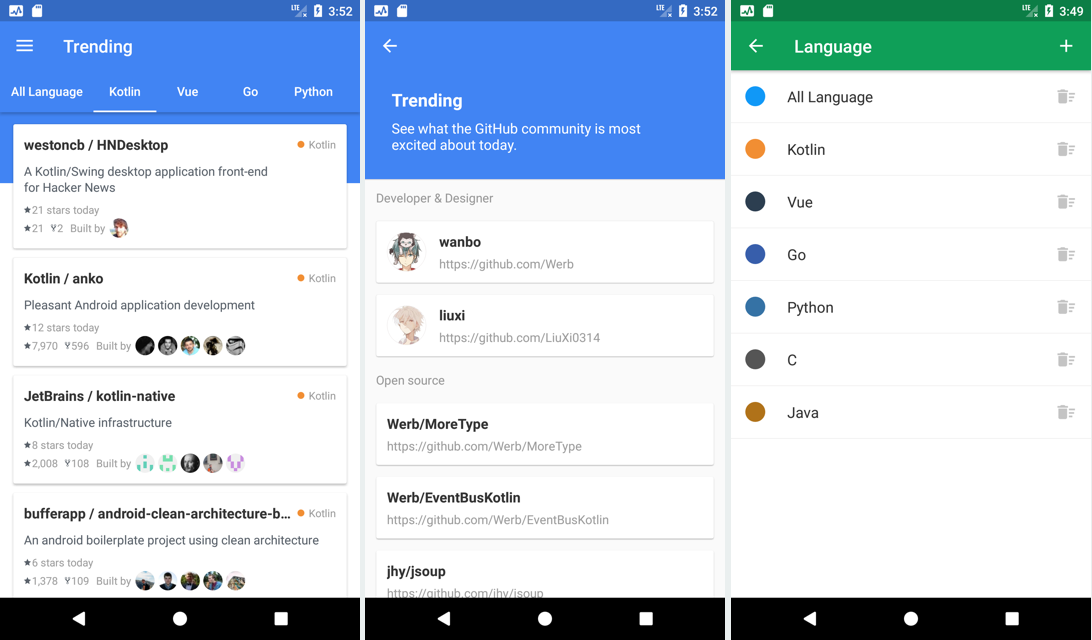 LTE 3:52
Trending
All Language Kotlin Vue Go Python
westoncb / HNDesktop Kotlin
A Kotlin/Swing desktop application front-end
for Hacker News
21 stars today
21 2 Built by
Kotlin / anko Kotlin
Pleasant Android application development
12 stars today
7,970 596 Built by
JetBrains / kotlin-native Kotlin
Kotlin/Native infrastructure
8 stars today
2,008 108 Built by
bufferapp / android-clean-architecture-b... Kotlin
An android boilerplate project using clean architecture
6 stars today
1,378 109 Built by
LTE 3:52
Trending
See what the GitHub community is most
excited about today.
Developer & Designer
wanbo
https://github.com/Werb
liuxi
https://github.com/LiuXi0314
Open source
Werb/MoreType
https://github.com/Werb/MoreType
Werb/EventBusKotlin
https://github.com/Werb/EventBusKotlin
jhy/jsoup
https://github.com/jhy/jsoup
LTE 3:49
Language
All Language
Kotlin
Vue
Go
Python
C
Java